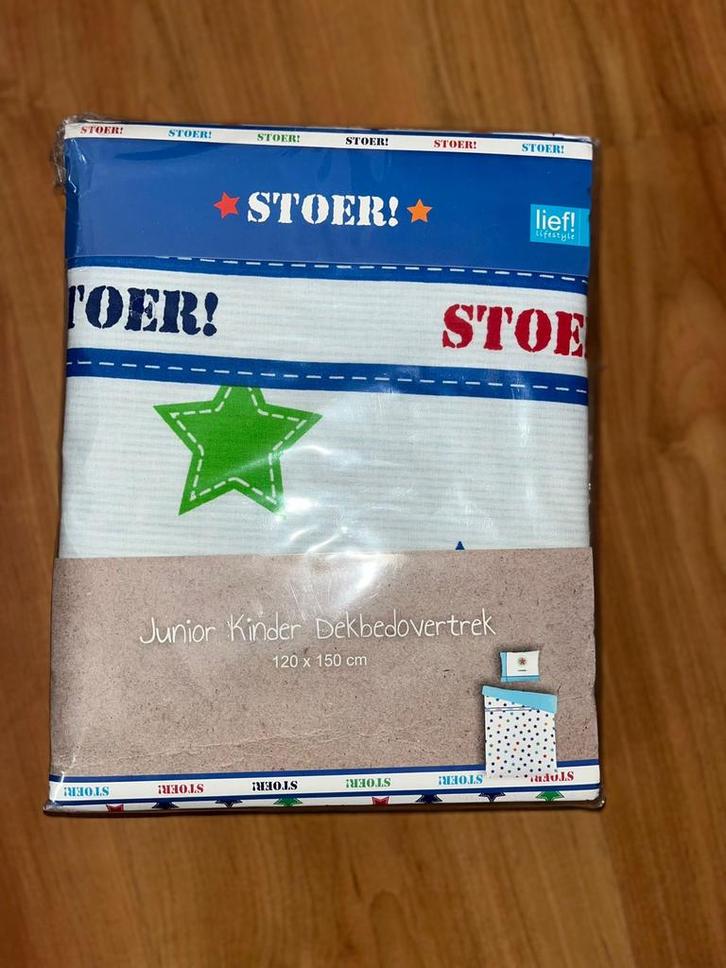 STOER! STOER! STOER! STOER! STOER! STOER!
STOER!
lief!
lifestyle
TOER! STOE
Junior Kinder Dekbedovertrek
120 x 150 cm
STOER! STOER! STOER! STOER! STOER! STOER!